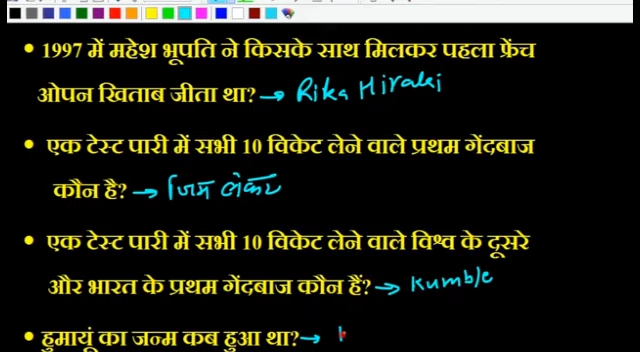 • 1997 में महेश भूपति ने किसके साथ मिलकर पहला फ्रेंच
ओपन खिताब जीता था? → Rika Hiraki
• एक टेस्ट पारी में सभी 10 विकेट लेने वाले प्रथम गेंदबाज
कौन है? → जिम लेकर
• एक टेस्ट पारी में सभी 10 विकेट लेने वाले विश्व के दूसरे
और भारत के प्रथम गेंदबाज कौन हैं? → Kumble
• हुमायूं का जन्म कब हुआ था? →